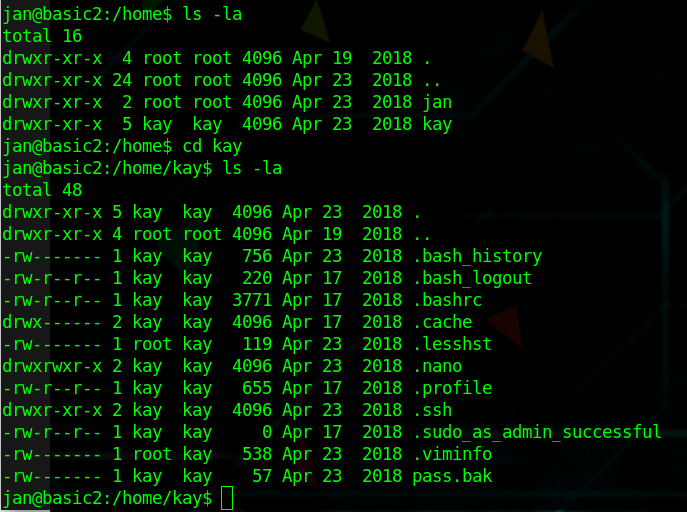 jan@basic2:/home$ ls -la
total 16
drwxr-xr-x  4 root root 4096 Apr 19  2018 .
drwxr-xr-x 24 root root 4096 Apr 23  2018 ..
drwxr-xr-x  2 root root 4096 Apr 23  2018 jan
drwxr-xr-x  5 kay  kay  4096 Apr 23  2018 kay
jan@basic2:/home$ cd kay
jan@basic2:/home/kay$ ls -la
total 48
drwxr-xr-x 5 kay  kay  4096 Apr 23  2018 .
drwxr-xr-x 4 root root 4096 Apr 19  2018 ..
-rw------- 1 kay  kay   756 Apr 23  2018 .bash_history
-rw-r--r-- 1 kay  kay   220 Apr 17  2018 .bash_logout
-rw-r--r-- 1 kay  kay  3771 Apr 17  2018 .bashrc
drwx------ 2 kay  kay  4096 Apr 17  2018 .cache
-rw------- 1 root kay   119 Apr 23  2018 .lesshst
drwxrwxr-x 2 kay  kay  4096 Apr 23  2018 .nano
-rw-r--r-- 1 kay  kay   655 Apr 17  2018 .profile
drwxr-xr-x 2 kay  kay  4096 Apr 23  2018 .ssh
-rw-r--r-- 1 kay  kay     0 Apr 17  2018 .sudo_as_admin_successful
-rw------- 1 root kay   538 Apr 23  2018 .viminfo
-rw------- 1 kay  kay    57 Apr 23  2018 pass.bak
jan@basic2:/home/kay$